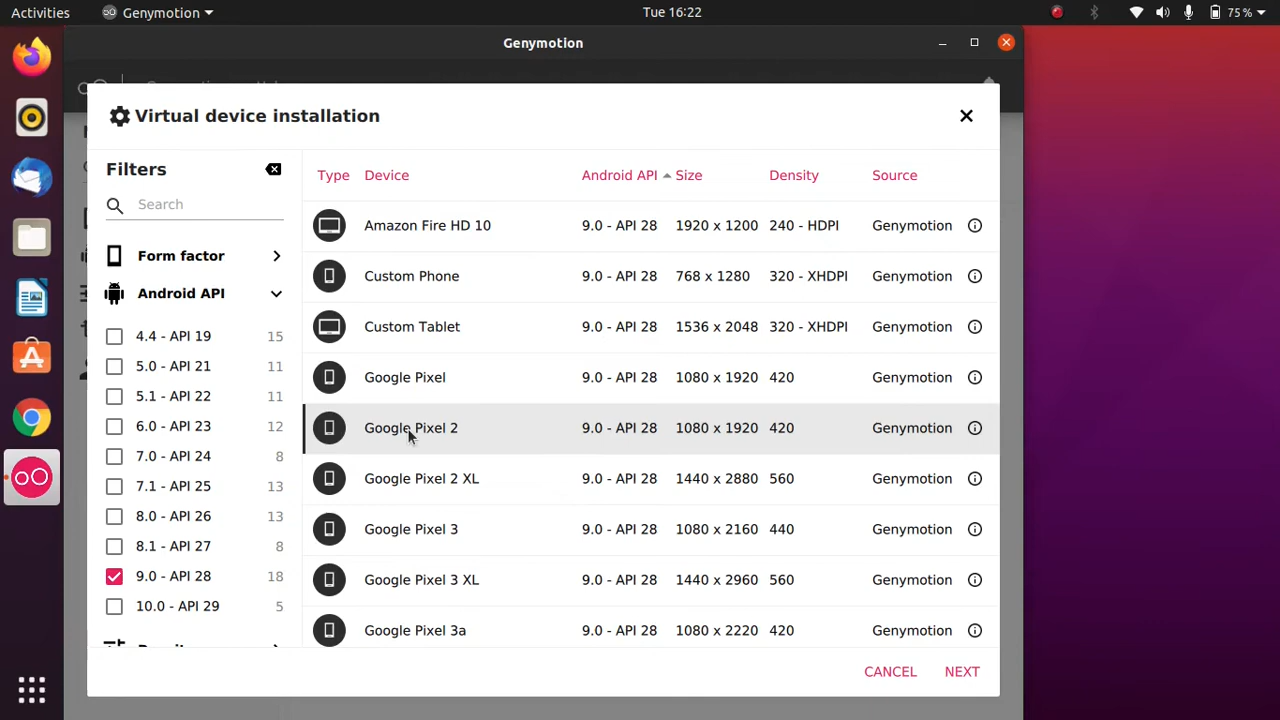 Activities
Genymotion
Tue 16:22
75 %
Genymotion
Virtual device installation
Filters
Search
Form factor
Android API
4.4 - API 19 15
5.0 - API 21 11
5.1 - API 22 11
6.0 - API 23 12
7.0 - API 24 8
7.1 - API 25 13
8.0 - API 26 13
8.1 - API 27 8
9.0 - API 28 18
10.0 - API 29 5
Type Device Android API Size Density Source
Amazon Fire HD 10 9.0 - API 28 1920 x 1200 240 - HDPI Genymotion
Custom Phone 9.0 - API 28 768 x 1280 320 - XHDPI Genymotion
Custom Tablet 9.0 - API 28 1536 x 2048 320 - XHDPI Genymotion
Google Pixel 9.0 - API 28 1080 x 1920 420 Genymotion
Google Pixel 2 9.0 - API 28 1080 x 1920 420 Genymotion
Google Pixel 2 XL 9.0 - API 28 1440 x 2880 560 Genymotion
Google Pixel 3 9.0 - API 28 1080 x 2160 440 Genymotion
Google Pixel 3 XL 9.0 - API 28 1440 x 2960 560 Genymotion
Google Pixel 3a 9.0 - API 28 1080 x 2220 420 Genymotion
CANCEL NEXT